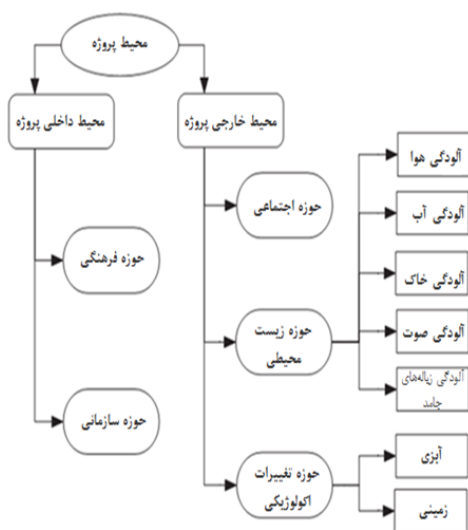 محیط پروژه
محیط خارجی پروژه
محیط داخلی پروژه
آلودگی هوا
حوزه اجتماعی
آلودگی آب
حوزه فرهنگی
آلودگی خاک
حوزه زیست
محیطی
آلودگی صوت
آلودگی زباله‌های
جامد
حوزه سازمانی
آبزی
حوزه تغییرات
اکولوژیکی
زمینی